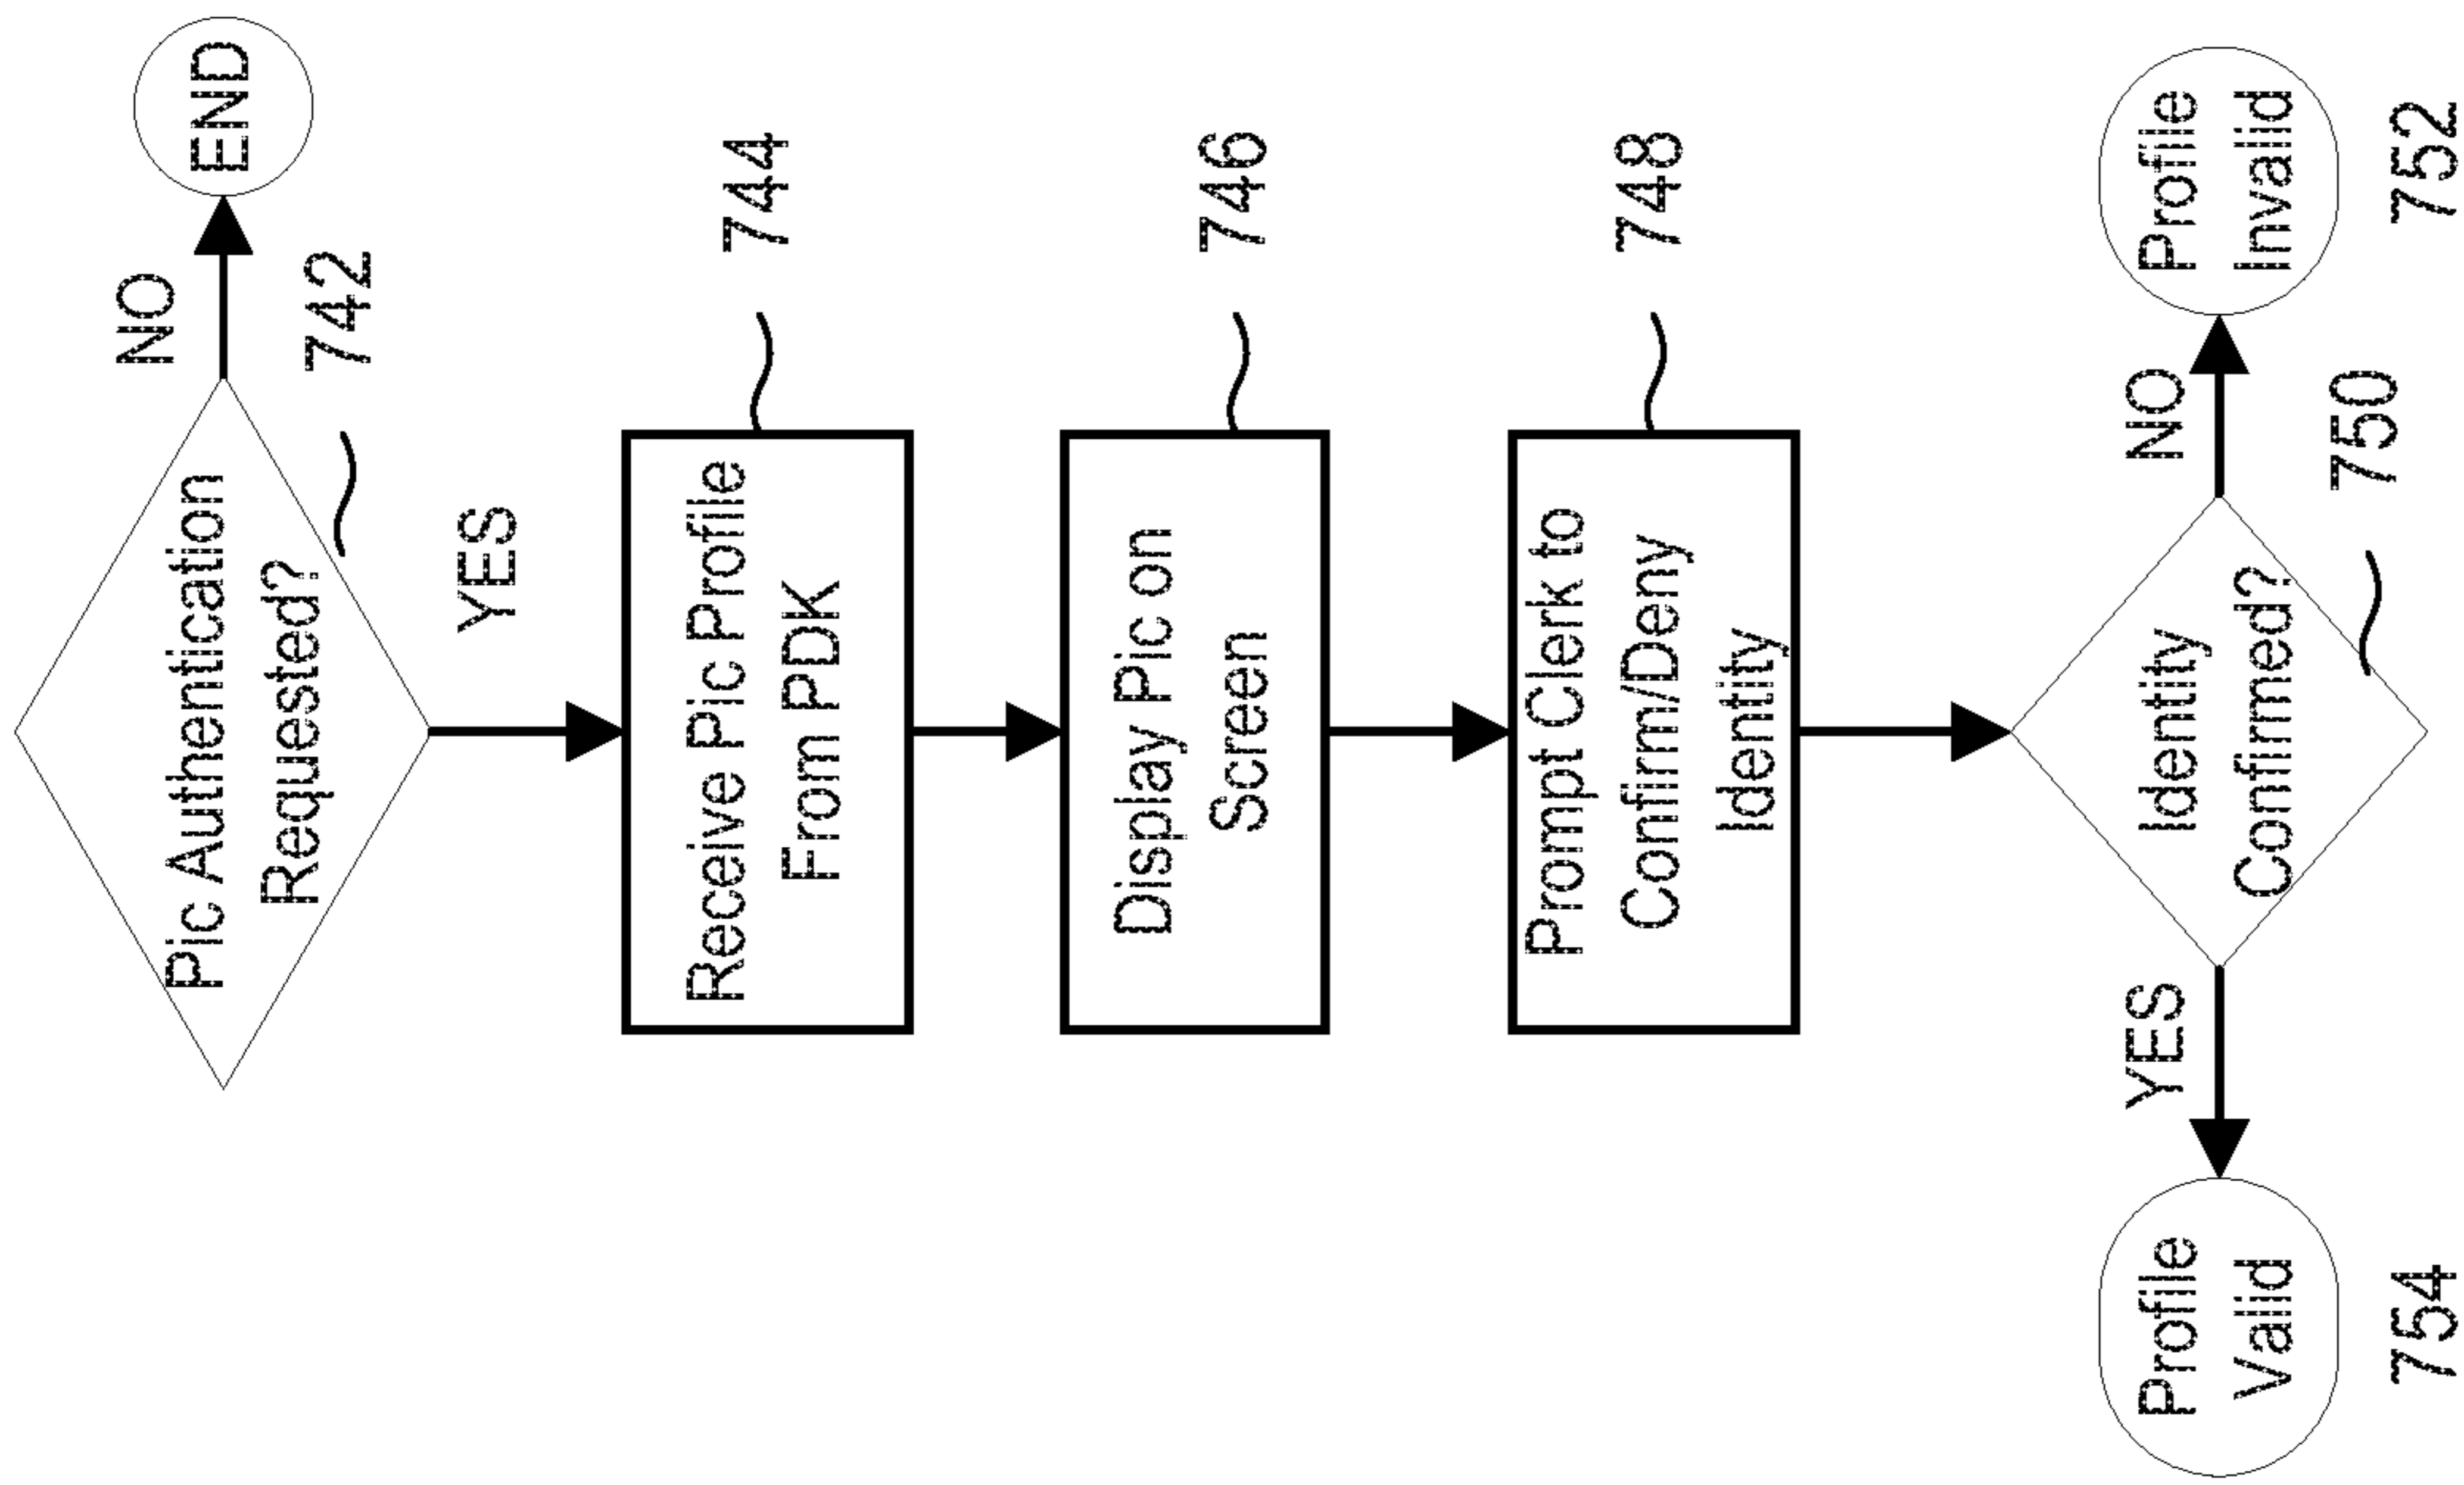 Pic Authentication
Requested?
742
NO
END
YES
Receive Pic Profile
From PDK
744
Display Pic on
Screen
746
Prompt Clerk to
Confirm/Deny
Identity
748
Identity
Confirmed?
750
YES
Profile
Valid
754
NO
Profile
Invalid
752